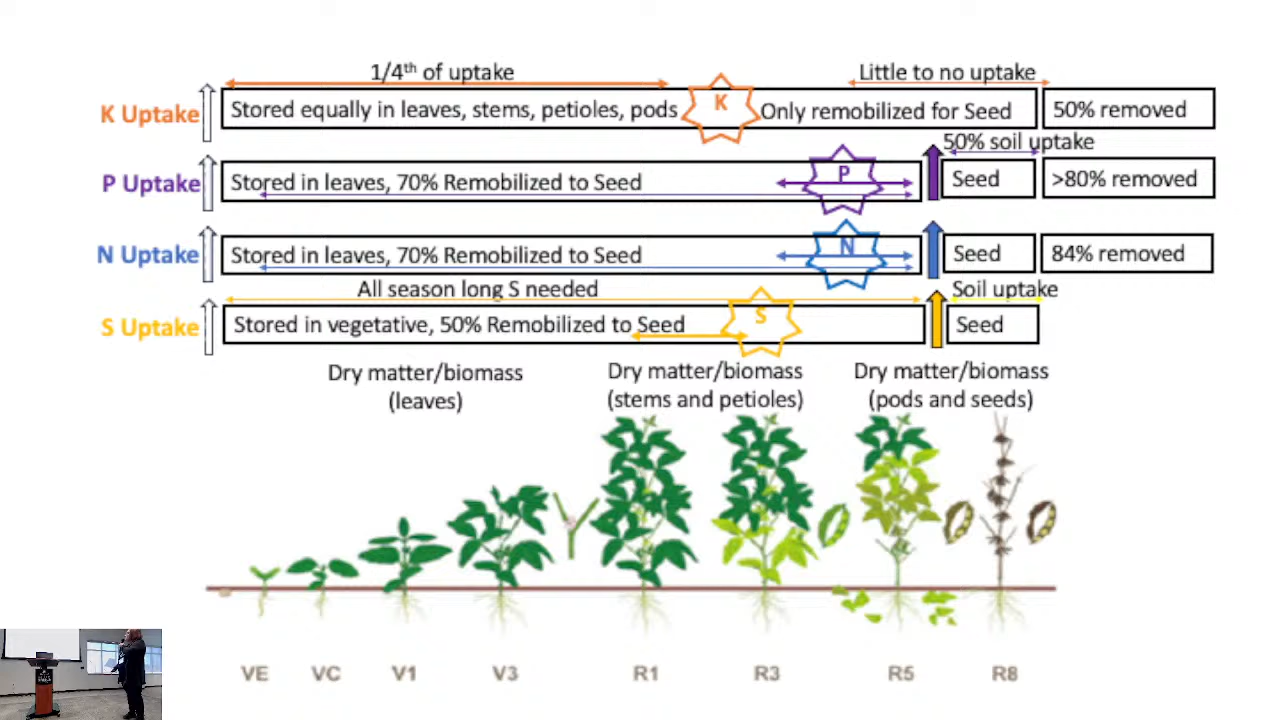 1/4th of uptake
Little to no uptake
K Uptake
Stored equally in leaves, stems, petioles, pods
K
Only remobilized for Seed
50% removed
50% soil uptake
P Uptake
Stored in leaves, 70% Remobilized to Seed
P
Seed
>80% removed
N Uptake
Stored in leaves, 70% Remobilized to Seed
N
Seed
84% removed
All season long S needed
Soil uptake
S Uptake
Stored in vegetative, 50% Remobilized to Seed
S
Seed
Dry matter/biomass
(leaves)
Dry matter/biomass
(stems and petioles)
Dry matter/biomass
(pods and seeds)
VE
VC
V1
V3
R1
R3
R5
R8